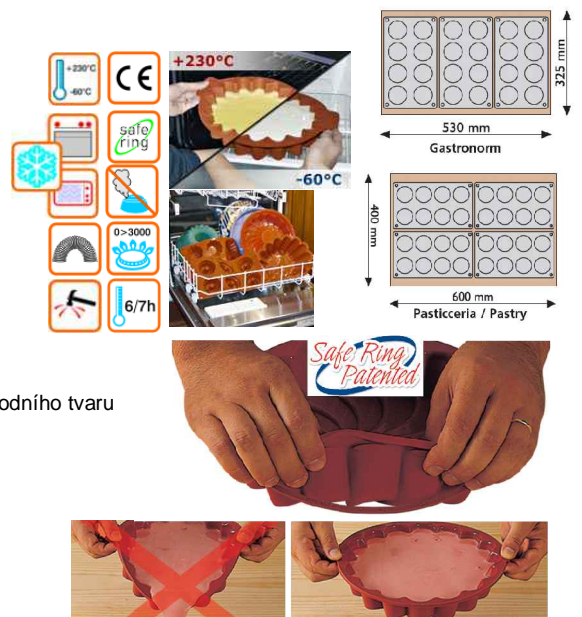 +230°C
-60°C
CE
safe
ring
0>3000
6/7h
+230°C
-60°C
325 mm
530 mm
Gastronorm
400 mm
600 mm
Pasticceria / Pastry
Safe Ring
Patented
odního tvaru